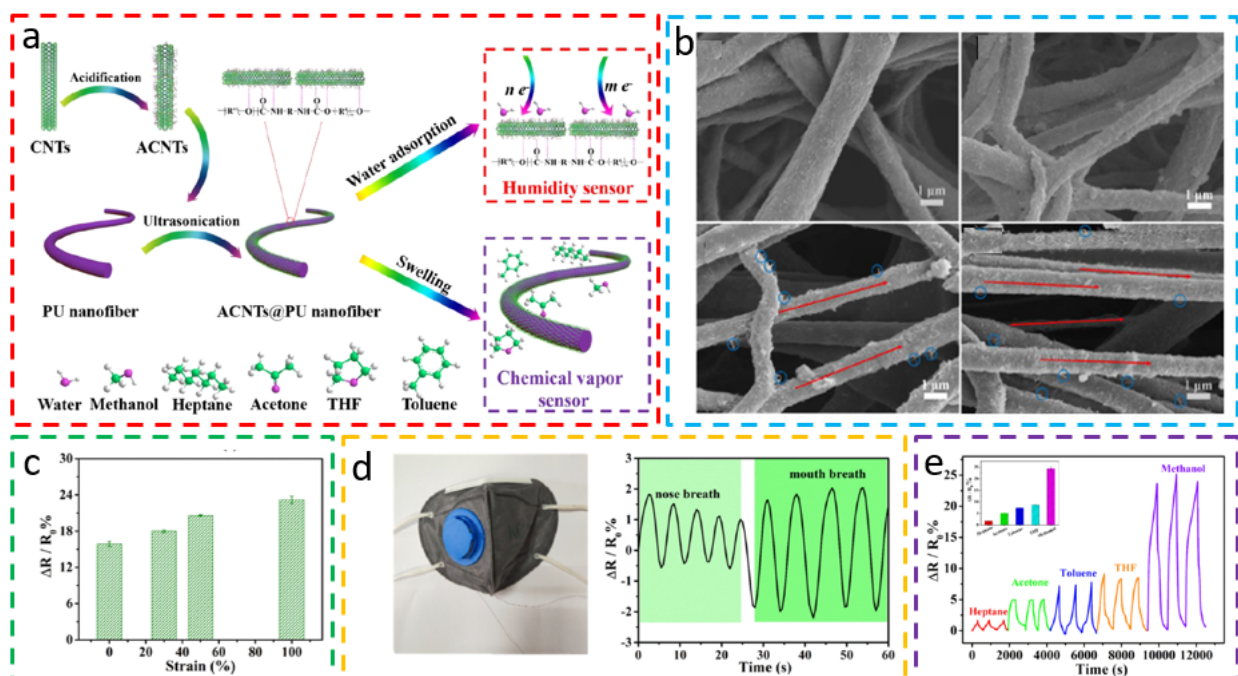 a
Acidification
CNTs
ACNTs
Ultrasonication
PU nanofiber
ACNTs@PU nanofiber
Water adsorption
Swelling
n e-
m e-
Humidity sensor
Chemical vapor
sensor
Water
Methanol
Heptane
Acetone
THF
Toluene
b
1 μm
1 μm
1 μm
1 μm
c
ΔR / R0%
30
24
18
12
6
0
0
20
40
60
80
100
Strain (%)
d
nose breath
mouth breath
ΔR / R0%
3
2
1
0
-1
-2
-3
0
10
20
30
40
50
60
Time (s)
e
ΔR / R0%
25
20
15
10
5
0
Heptane
Acetone
Toluene
THF
Methanol
0
2000
4000
6000
8000
10000
12000
Time (s)